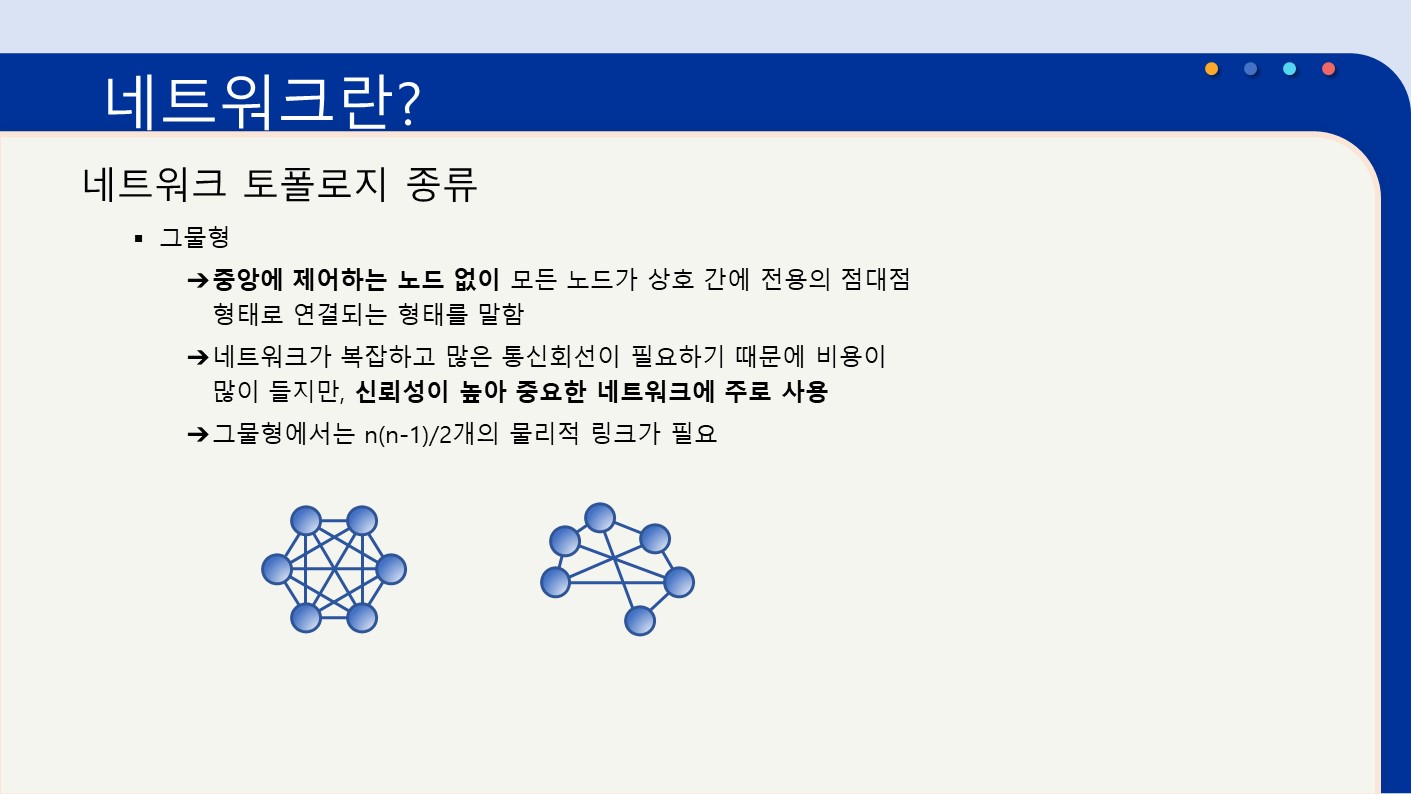 네트워크란?
네트워크 토폴로지 종류
▪ 그물형
➔중앙에 제어하는 노드 없이 모든 노드가 상호 간에 전용의 점대점
형태로 연결되는 형태를 말함
➔네트워크가 복잡하고 많은 통신회선이 필요하기 때문에 비용이
많이 들지만, 신뢰성이 높아 중요한 네트워크에 주로 사용
➔그물형에서는 n(n-1)/2개의 물리적 링크가 필요